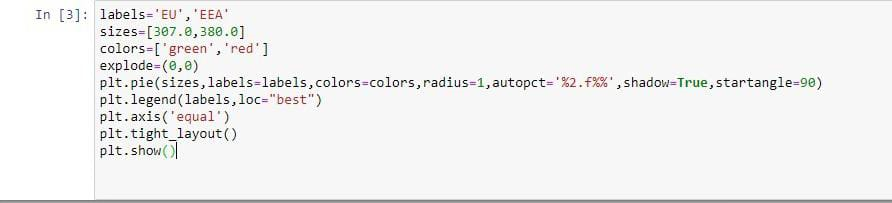 In [3]: labels='EU','EEA'
sizes=[307.0,380.0]
colors=['green','red']
explode=(0,0)
plt.pie(sizes,labels=labels,colors=colors,radius=1,autopct='%2.f%%',shadow=True,startangle=90)
plt.legend(labels,loc="best")
plt.axis('equal')
plt.tight_layout()
plt.show()